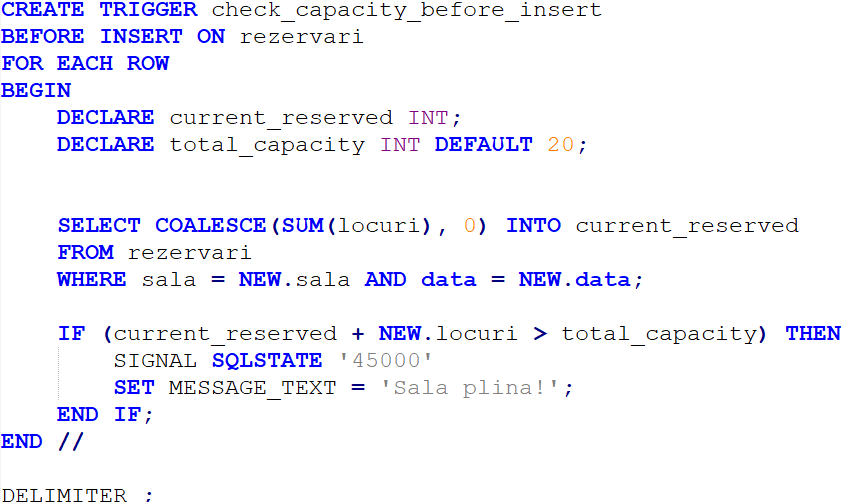 CREATE TRIGGER check_capacity_before_insert
BEFORE INSERT ON rezervari
FOR EACH ROW
BEGIN
    DECLARE current_reserved INT;
    DECLARE total_capacity INT DEFAULT 20;

    SELECT COALESCE(SUM(locuri), 0) INTO current_reserved
    FROM rezervari
    WHERE sala = NEW.sala AND data = NEW.data;

    IF (current_reserved + NEW.locuri > total_capacity) THEN
        SIGNAL SQLSTATE '45000'
        SET MESSAGE_TEXT = 'Sala plina!';
    END IF;
END //

DELIMITER ;